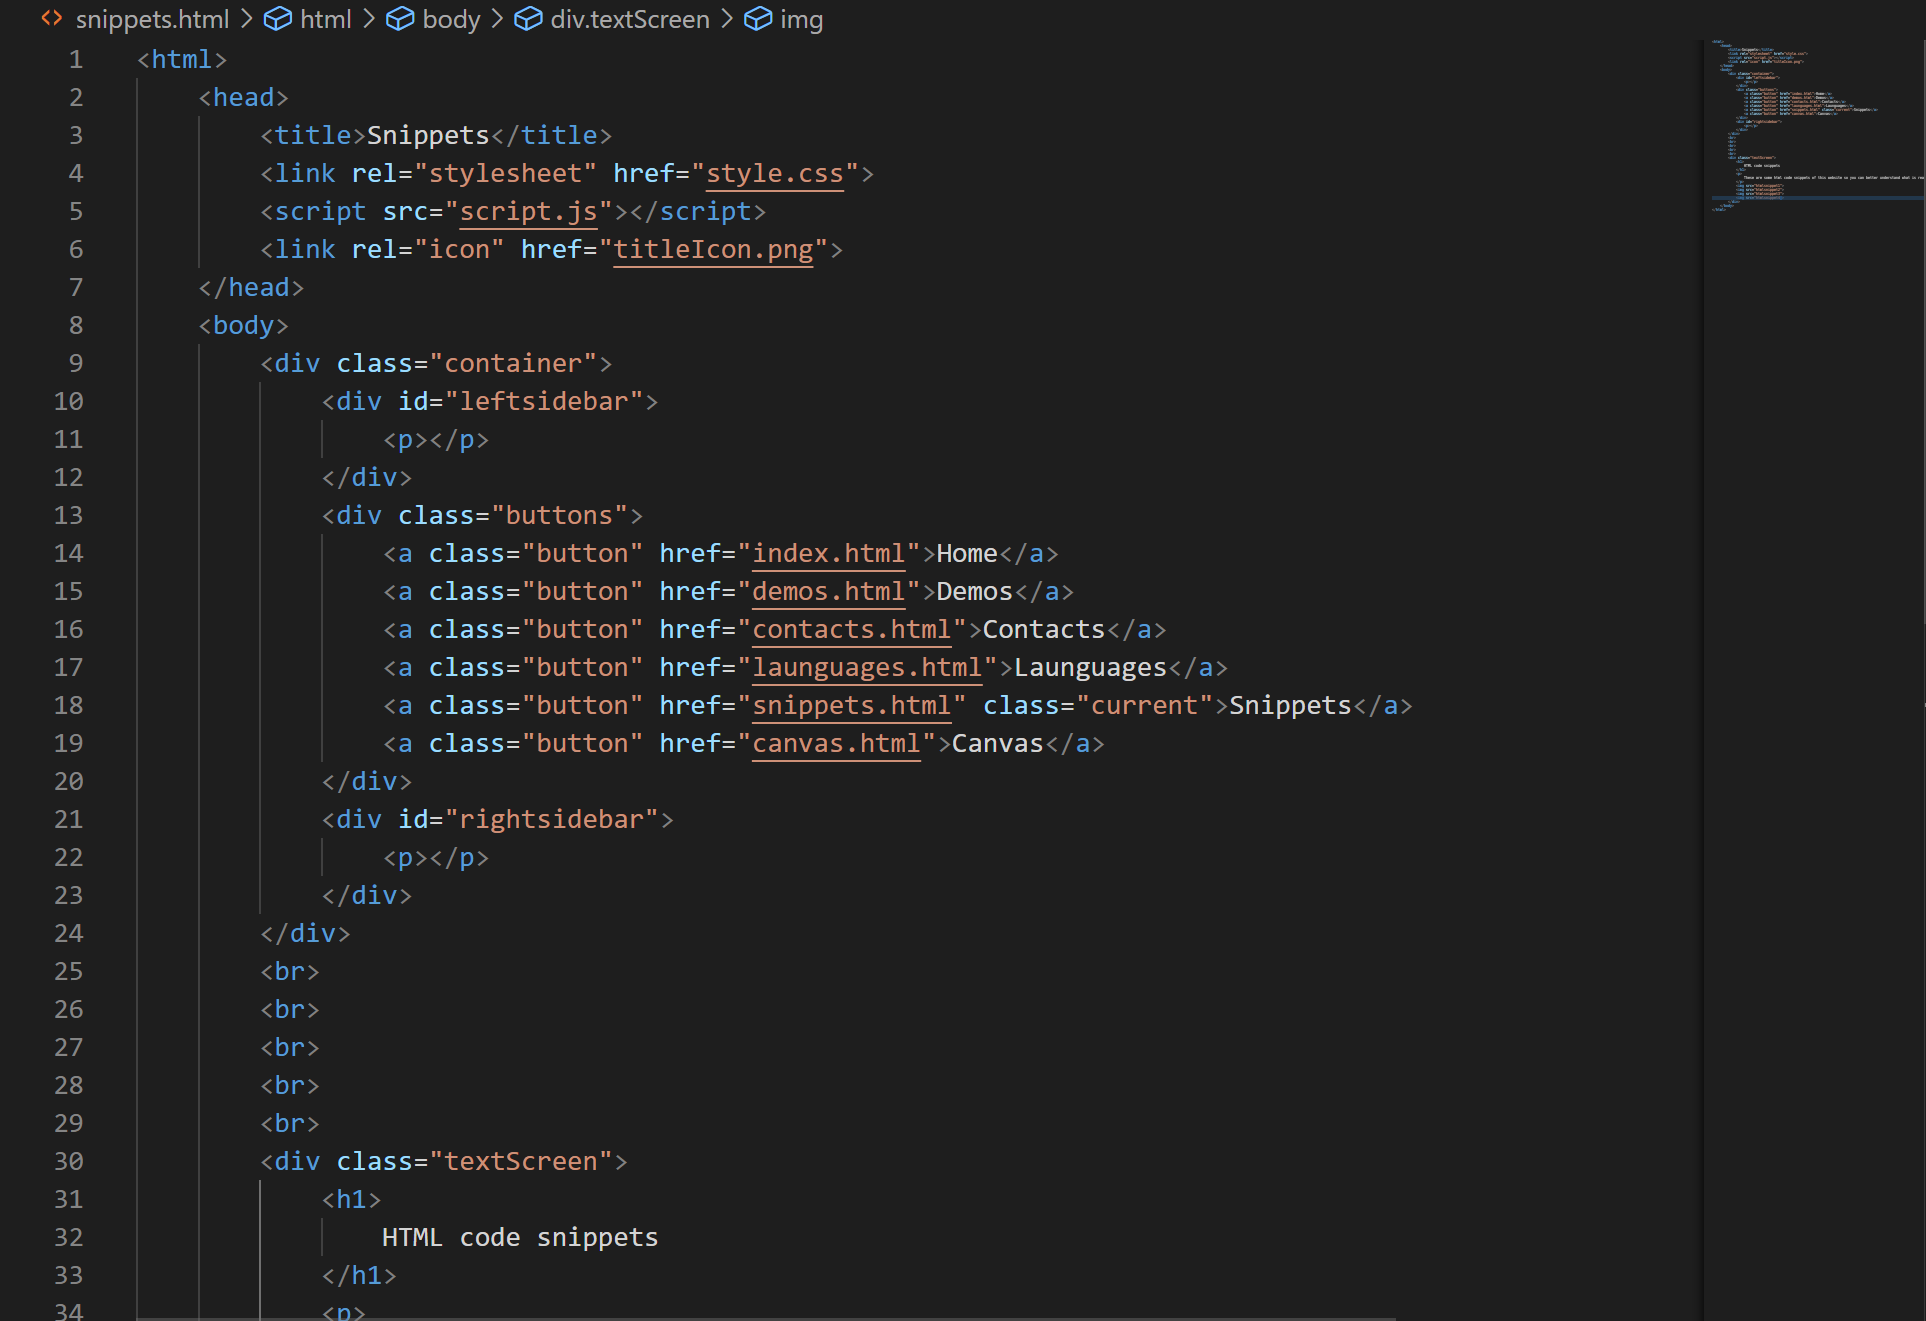 snippets.html > html > body > div.textScreen > img
1 <html>
2 <head>
3 <title>Snippets</title>
4 <link rel="stylesheet" href="style.css">
5 <script src="script.js"></script>
6 <link rel="icon" href="titleIcon.png">
7 </head>
8 <body>
9 <div class="container">
10 <div id="leftsidebar">
11 <p></p>
12 </div>
13 <div class="buttons">
14 <a class="button" href="index.html">Home</a>
15 <a class="button" href="demos.html">Demos</a>
16 <a class="button" href="contacts.html">Contacts</a>
17 <a class="button" href="launguages.html">Launguages</a>
18 <a class="button" href="snippets.html" class="current">Snippets</a>
19 <a class="button" href="canvas.html">Canvas</a>
20 </div>
21 <div id="rightsidebar">
22 <p></p>
23 </div>
24 </div>
25 <br>
26 <br>
27 <br>
28 <br>
29 <br>
30 <div class="textScreen">
31 <h1>
32 HTML code snippets
33 </h1>
34 <p>